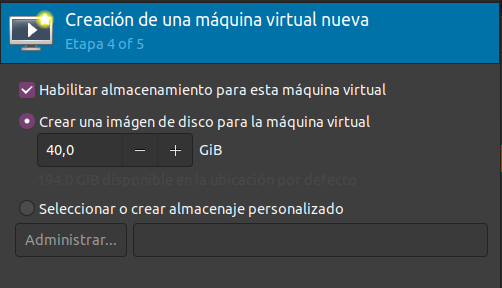 Creación de una máquina virtual nueva
Etapa 4 of 5
Habilitar almacenamiento para esta máquina virtual
Crear una imágen de disco para la máquina virtual
40,0 − + GiB
194.0 GiB disponible en la ubicación por defecto
Seleccionar o crear almacenaje personalizado
Administrar...